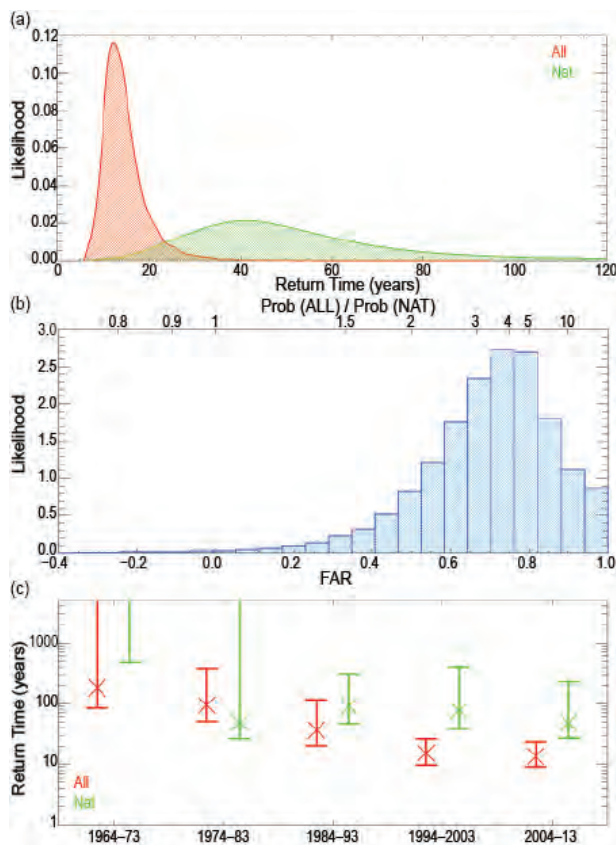 (a)
0.12
0.10
0.08
0.06
0.04
0.02
0.00
Likelihood
All
Nat
0 20 40 60 80 100 120
Return Time (years)
(b)
Prob (ALL) / Prob (NAT)
0.8 0.9 1 1.5 2 3 4 5 10
3.0
2.5
2.0
1.5
1.0
0.5
0.0
Likelihood
-0.4 -0.2 0.0 0.2 0.4 0.6 0.8 1.0
FAR
(c)
1000
100
10
1
Return Time (years)
All
Nat
1964-73 1974-83 1984-93 1994-2003 2004-13